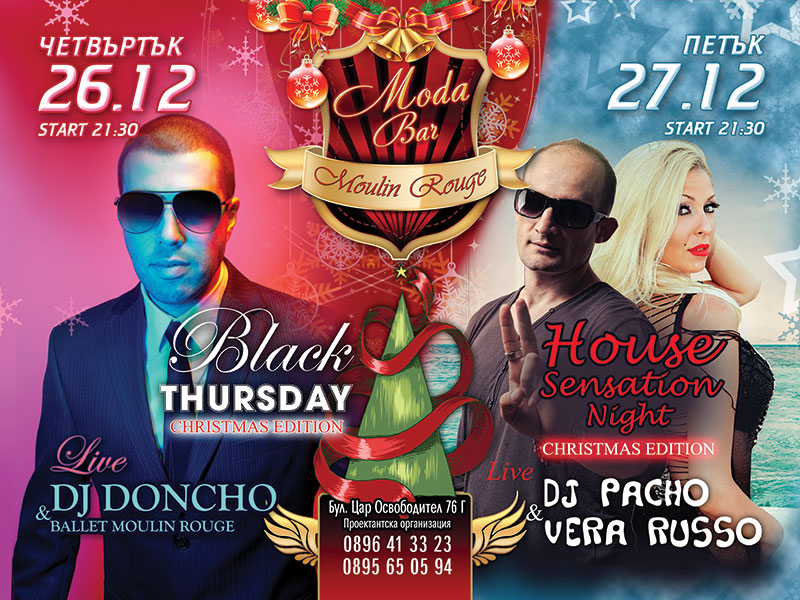 ЧЕТВЪРТЪК
26.12
START 21:30
Moda
Bar
Moulin Rouge
ПЕТЪК
27.12
START 21:30
Black
THURSDAY
CHRISTMAS EDITION
Live
DJ DONCHO
& BALLET MOULIN ROUGE
House
Sensation
Night
CHRISTMAS EDITION
Live
DJ PACHO
& VERA RUSSO
Бул. Цар Освободител 76 Г
Проектантска организация
0896 41 33 23
0895 65 05 94